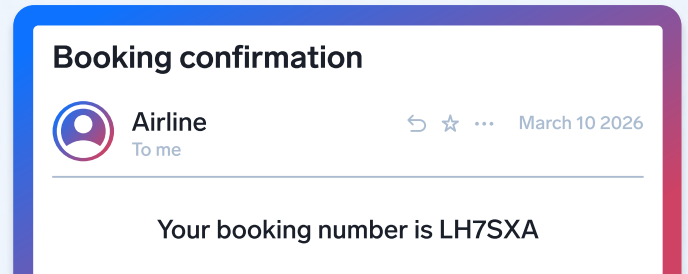 Booking confirmation
Airline
March 10 2026
To me
Your booking number is LH7SXA